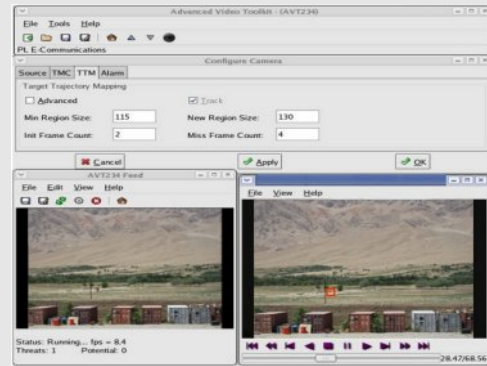 Advanced Video Toolkit - (AVT234)
File Tools Help
PL E-Communications
Configure Camera
Source TMC TTM Alarm
Target Trajectory Mapping
Advanced Track
Min Region Size: 115 New Region Size: 130
Init Frame Count: 2 Miss Frame Count: 4
Cancel Apply OK
AVT234 Feed
File Edit View Help
File View Help
Status: Running... fps = 8.4
Threats: 1 Potential: 0
28.47/68.56